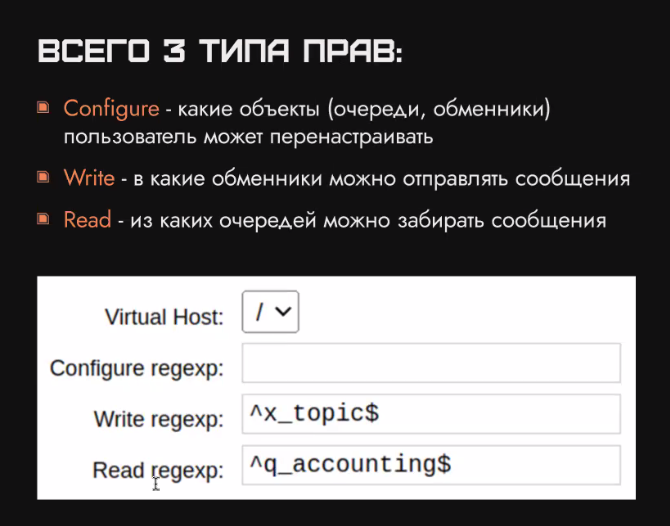 ВСЕГО 3 ТИПА ПРАВ:
Configure - какие объекты (очереди, обменники)
пользователь может перенастраивать
Write - в какие обменники можно отправлять сообщения
Read - из каких очередей можно забирать сообщения
Virtual Host: /
Configure regexp:
Write regexp: ^x_topic$
Read regexp: ^q_accounting$